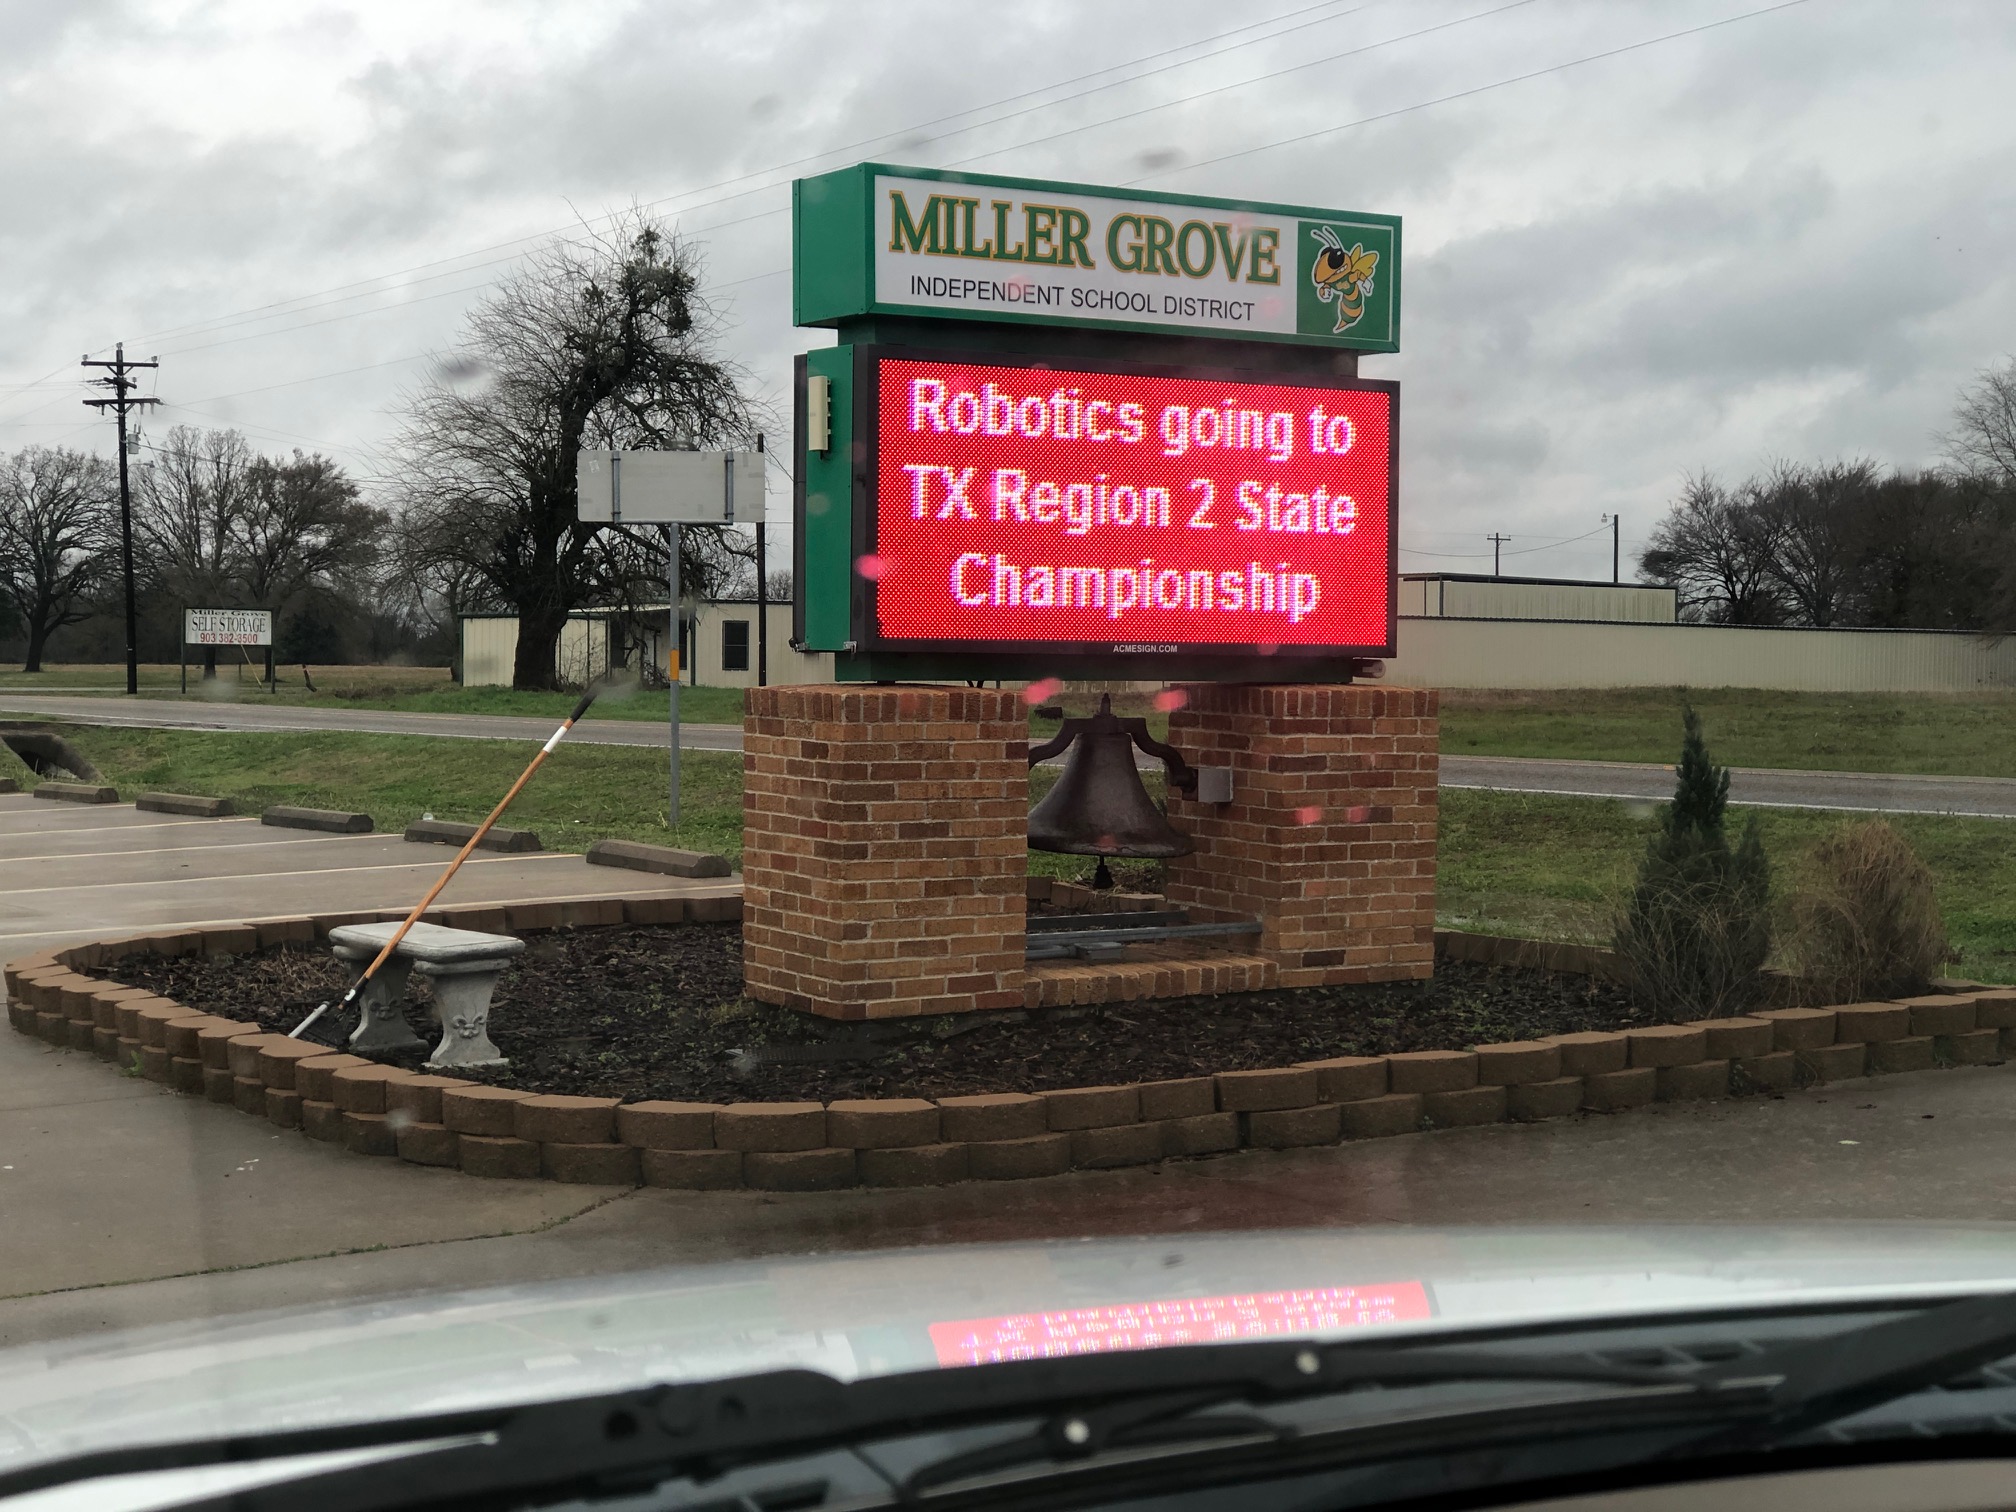 MILLER GROVE
INDEPENDENT SCHOOL DISTRICT
Robotics going to
TX Region 2 State
Championship
ACMESIGN.COM
Miller Grove
SELF STORAGE
903 382-3500